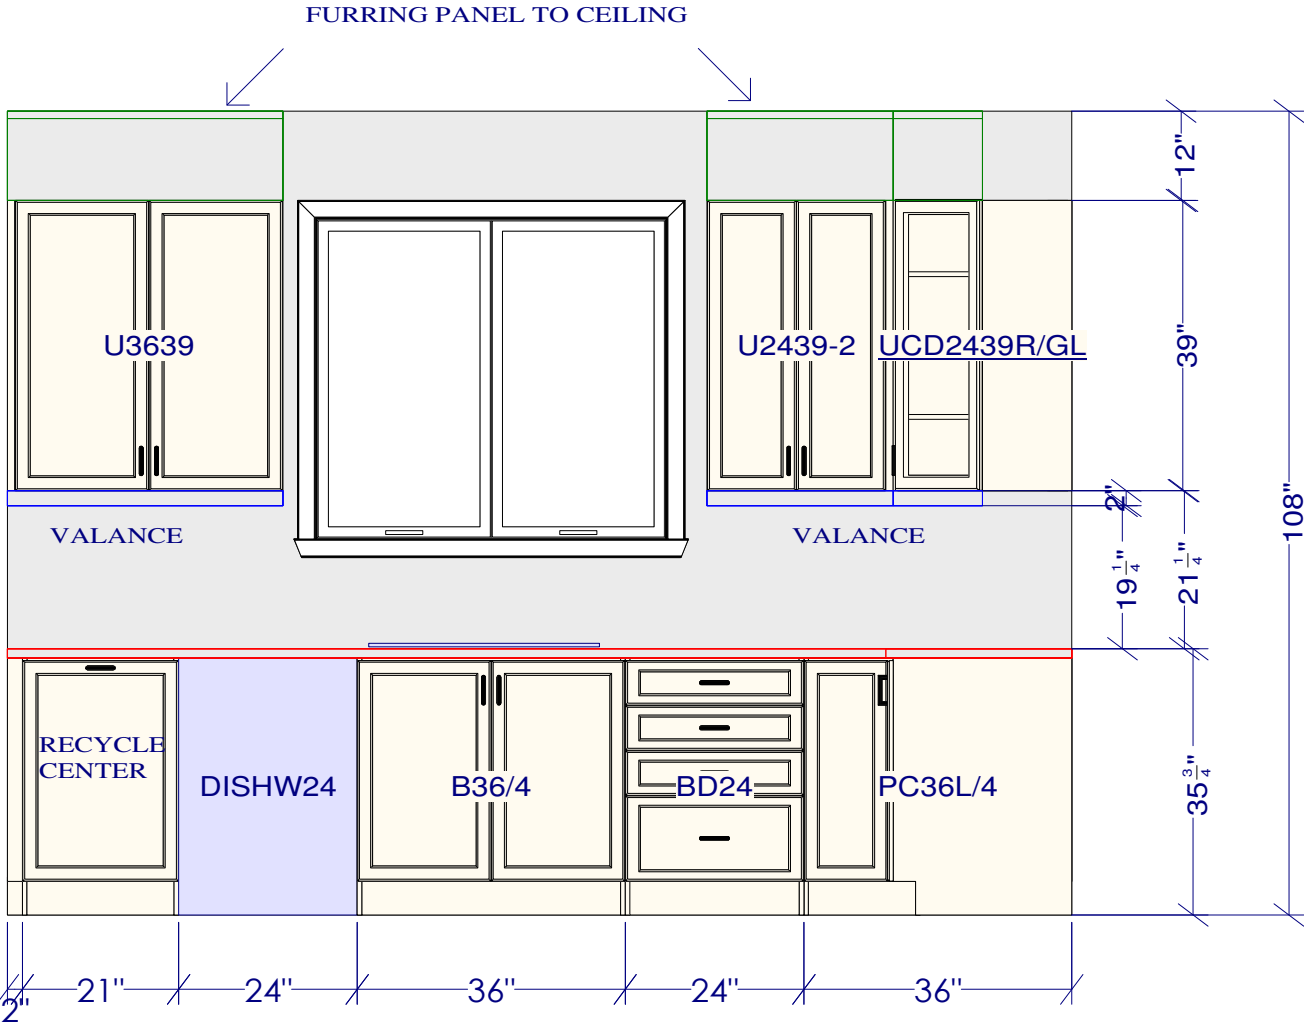 FURRING PANEL TO CEILING
12"
U3639
U2439-2
UCD2439R/GL
39"
2"
108"
VALANCE
VALANCE
19 1/4"
21 1/4"
RECYCLE
CENTER
DISHW24
B36/4
BD24
PC36L/4
35 3/4"
2"
21"
24"
36"
24"
36"